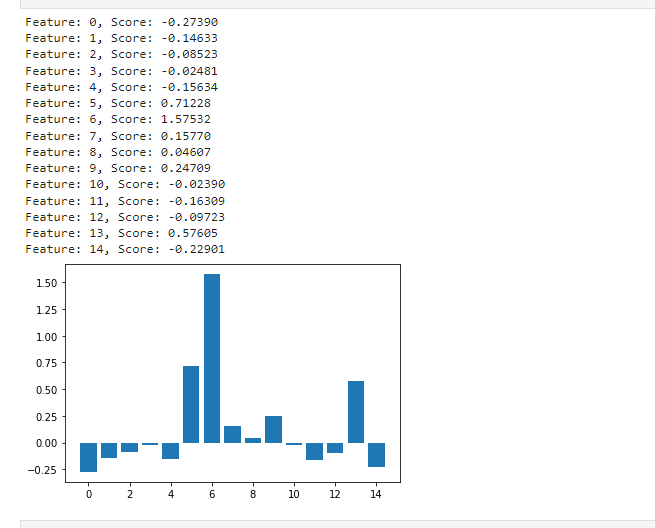 Feature: 0, Score: -0.27390
Feature: 1, Score: -0.14633
Feature: 2, Score: -0.08523
Feature: 3, Score: -0.02481
Feature: 4, Score: -0.15634
Feature: 5, Score: 0.71228
Feature: 6, Score: 1.57532
Feature: 7, Score: 0.15770
Feature: 8, Score: 0.04607
Feature: 9, Score: 0.24709
Feature: 10, Score: -0.02390
Feature: 11, Score: -0.16309
Feature: 12, Score: -0.09723
Feature: 13, Score: 0.57605
Feature: 14, Score: -0.22901
1.50
1.25
1.00
0.75
0.50
0.25
0.00
−0.25
0 2 4 6 8 10 12 14